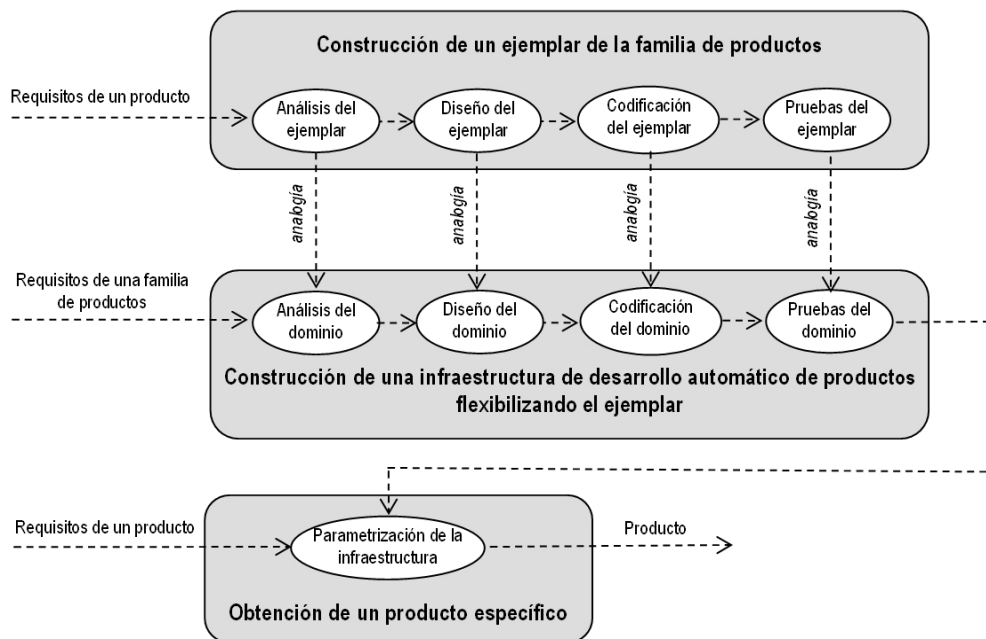 Construcción de un ejemplar de la familia de productos
Requisitos de un producto
Análisis del
ejemplar
Diseño del
ejemplar
Codificación
del ejemplar
Pruebas del
ejemplar
analogía
analogía
analogía
analogía
Requisitos de una familia
de productos
Análisis del
dominio
Diseño del
dominio
Codificación
del dominio
Pruebas del
dominio
Construcción de una infraestructura de desarrollo automático de productos
flexibilizando el ejemplar
Requisitos de un producto
Parametrización de la
infraestructura
Producto
Obtención de un producto específico